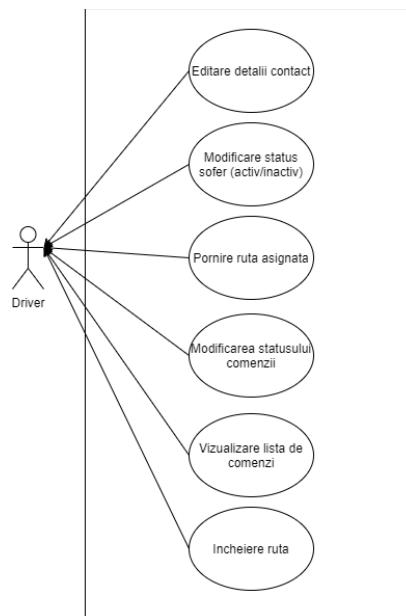 Editare detalii contact
Modificare status
sofer (activ/inactiv)
Driver
Pornire ruta asignata
Modificarea statusului
comenzii
Vizualizare lista de
comenzi
Incheiere ruta